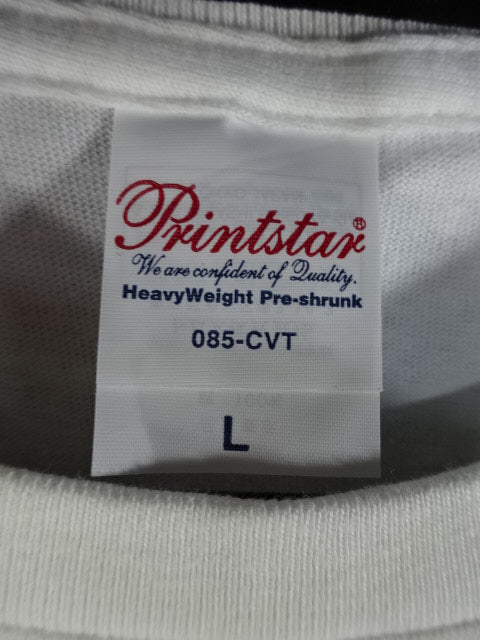 Printstar®
We are confident of Quality.
HeavyWeight Pre-shrunk
085-CVT
L